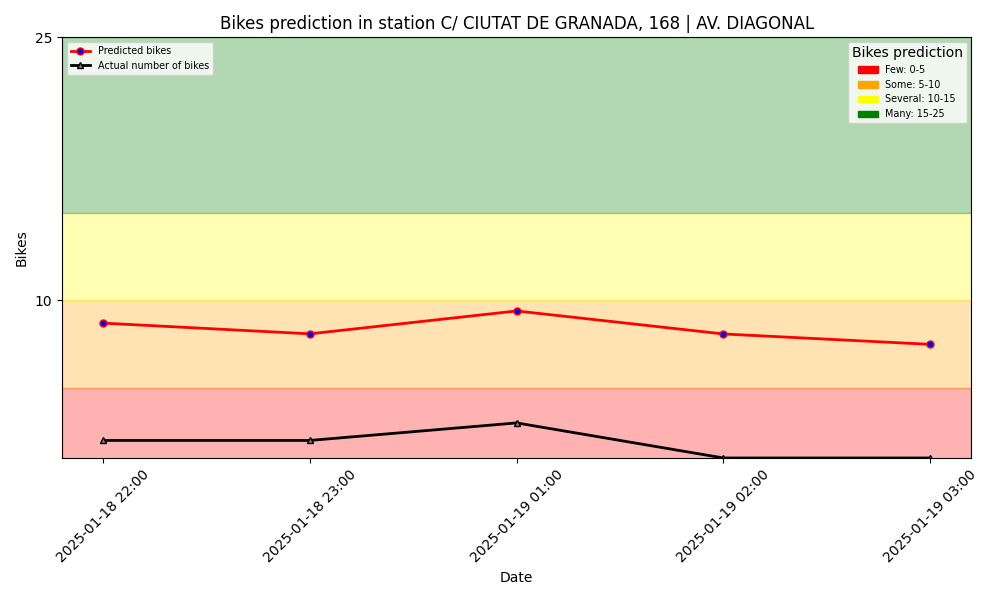 Bikes prediction in station C/ CIUTAT DE GRANADA, 168 | AV. DIAGONAL
25
Predicted bikes
Actual number of bikes
Bikes prediction
Few: 0-5
Some: 5-10
Several: 10-15
Many: 15-25
Bikes
10
2025-01-18 22:00
2025-01-18 23:00
2025-01-19 01:00
2025-01-19 02:00
2025-01-19 03:00
Date